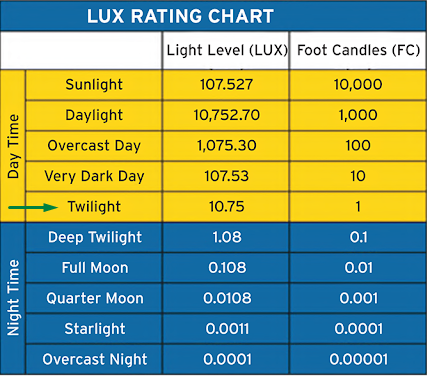 LUX RATING CHART
Light Level (LUX) Foot Candles (FC)
Day Time
Sunlight 107.527 10,000
Daylight 10,752.70 1,000
Overcast Day 1,075.30 100
Very Dark Day 107.53 10
Twilight 10.75 1
Night Time
Deep Twilight 1.08 0.1
Full Moon 0.108 0.01
Quarter Moon 0.0108 0.001
Starlight 0.0011 0.0001
Overcast Night 0.0001 0.00001